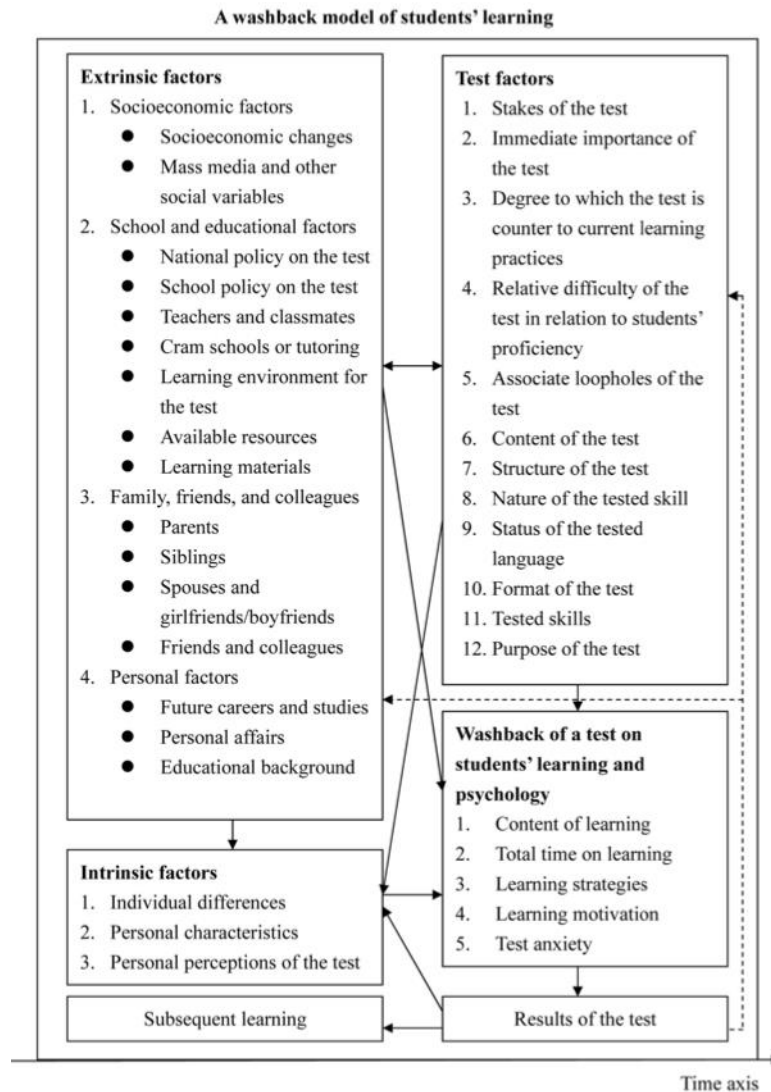 A washback model of students' learning
Extrinsic factors
1. Socioeconomic factors
● Socioeconomic changes
● Mass media and other
social variables
2. School and educational factors
● National policy on the test
● School policy on the test
● Teachers and classmates
● Cram schools or tutoring
● Learning environment for
the test
● Available resources
● Learning materials
3. Family, friends, and colleagues
● Parents
● Siblings
● Spouses and
girlfriends/boyfriends
● Friends and colleagues
4. Personal factors
● Future careers and studies
● Personal affairs
● Educational background
Test factors
1. Stakes of the test
2. Immediate importance of
the test
3. Degree to which the test is
counter to current learning
practices
4. Relative difficulty of the
test in relation to students'
proficiency
5. Associate loopholes of the
test
6. Content of the test
7. Structure of the test
8. Nature of the tested skill
9. Status of the tested
language
10. Format of the test
11. Tested skills
12. Purpose of the test
Intrinsic factors
1. Individual differences
2. Personal characteristics
3. Personal perceptions of the test
Washback of a test on
students' learning and
psychology
1. Content of learning
2. Total time on learning
3. Learning strategies
4. Learning motivation
5. Test anxiety
Subsequent learning
Results of the test
Time axis